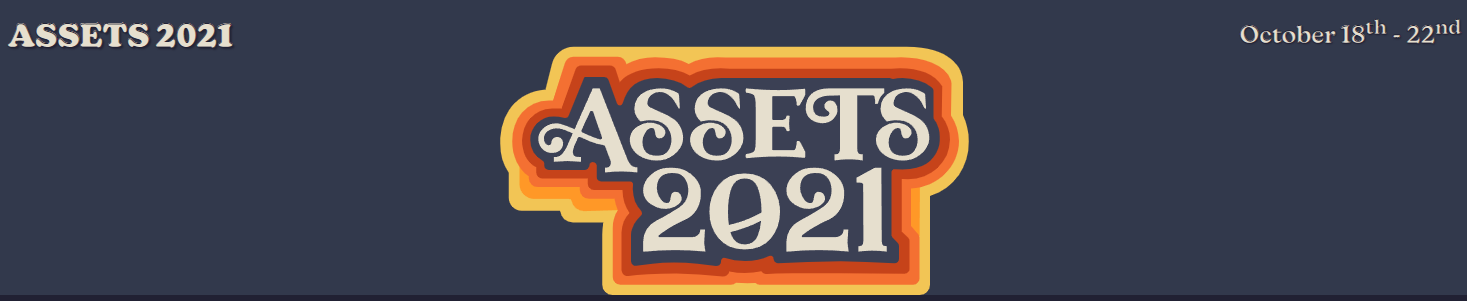 ASSETS 2021
October 18th - 22nd
ASSETS
2021